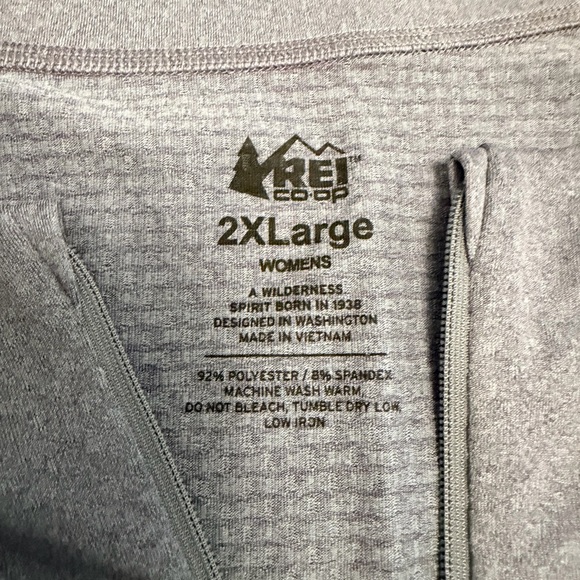 REI™
CO·OP
2XLarge
WOMENS
A WILDERNESS
SPIRIT BORN IN 1938
DESIGNED IN WASHINGTON
MADE IN VIETNAM
92% POLYESTER / 8% SPANDEX
MACHINE WASH WARM,
DO NOT BLEACH, TUMBLE DRY LOW,
LOW IRON